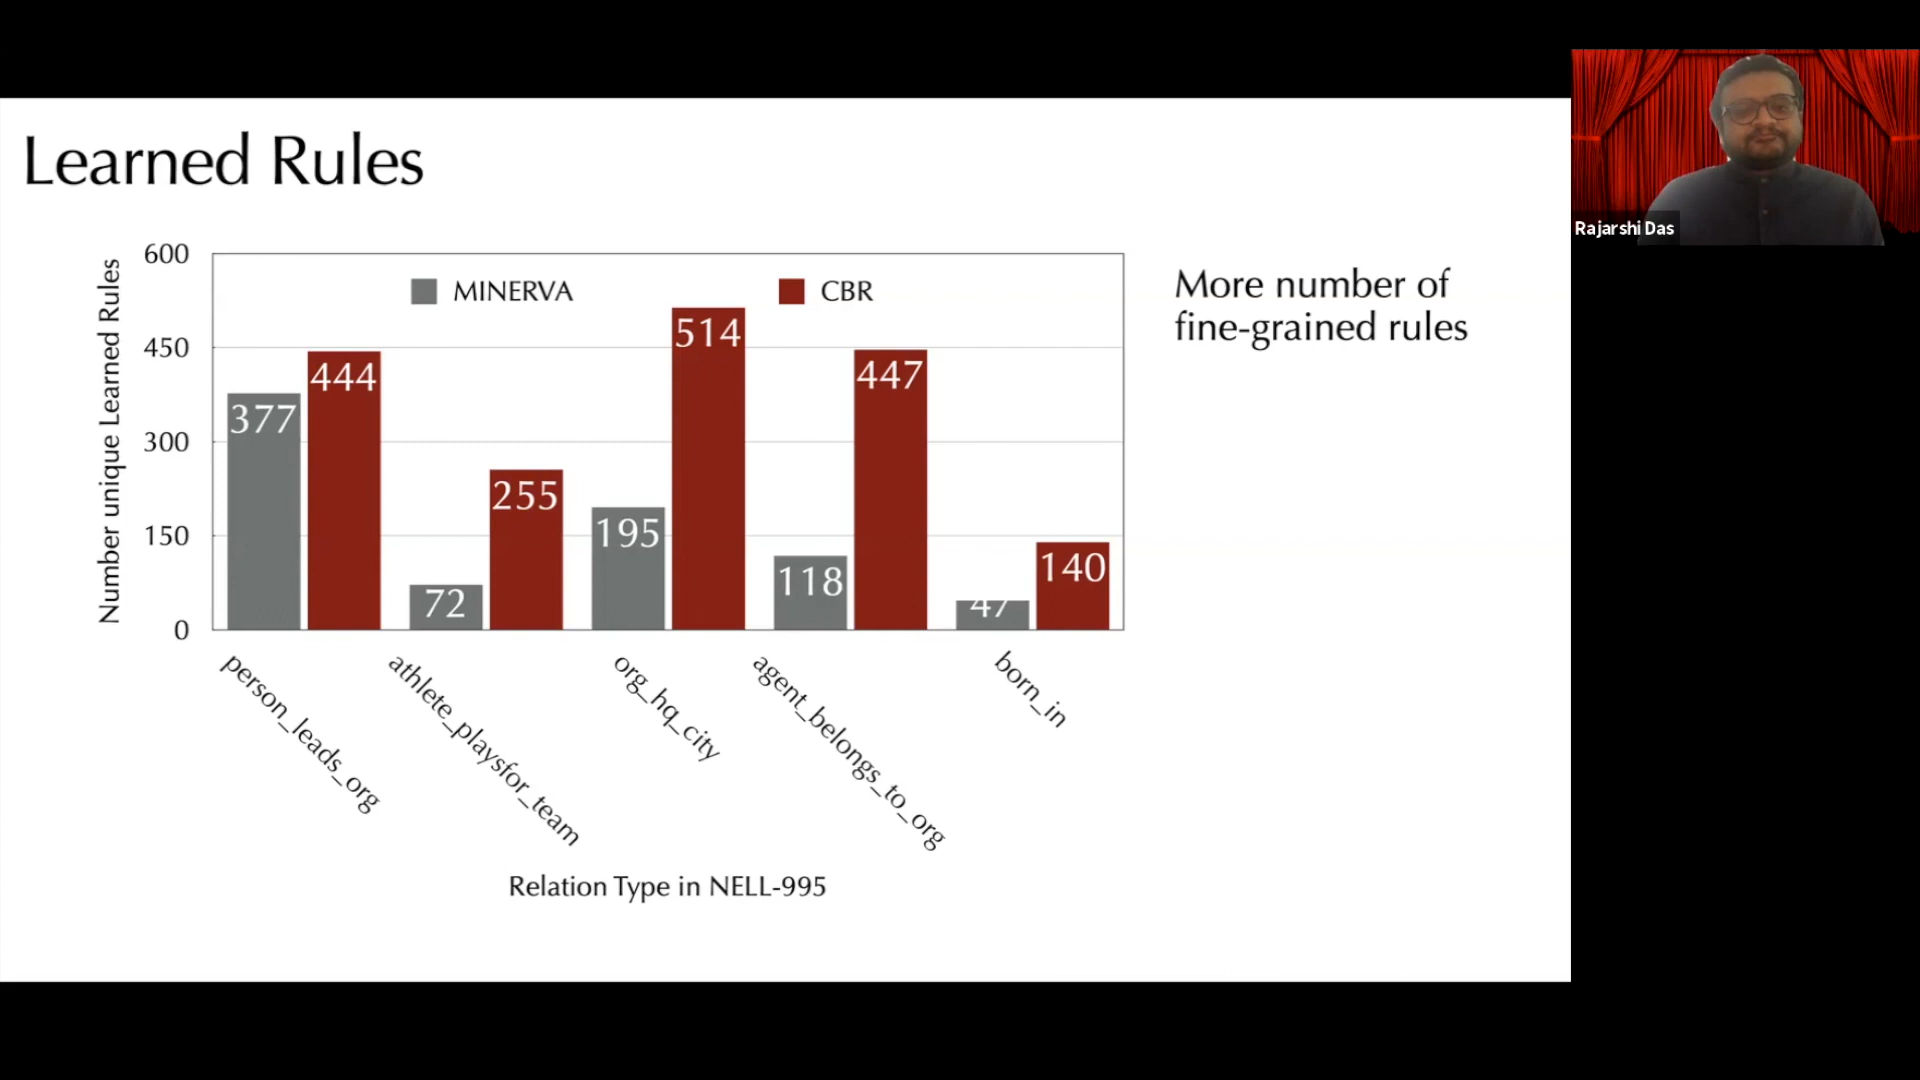 Learned Rules
Number unique Learned Rules
600
450
300
150
0
MINERVA
CBR
377
444
72
255
195
514
118
447
47
140
person_leads_org
athlete_playsfor_team
org_hq_city
agent_belongs_to_org
born_in
Relation Type in NELL-995
More number of
fine-grained rules
Rajarshi Das